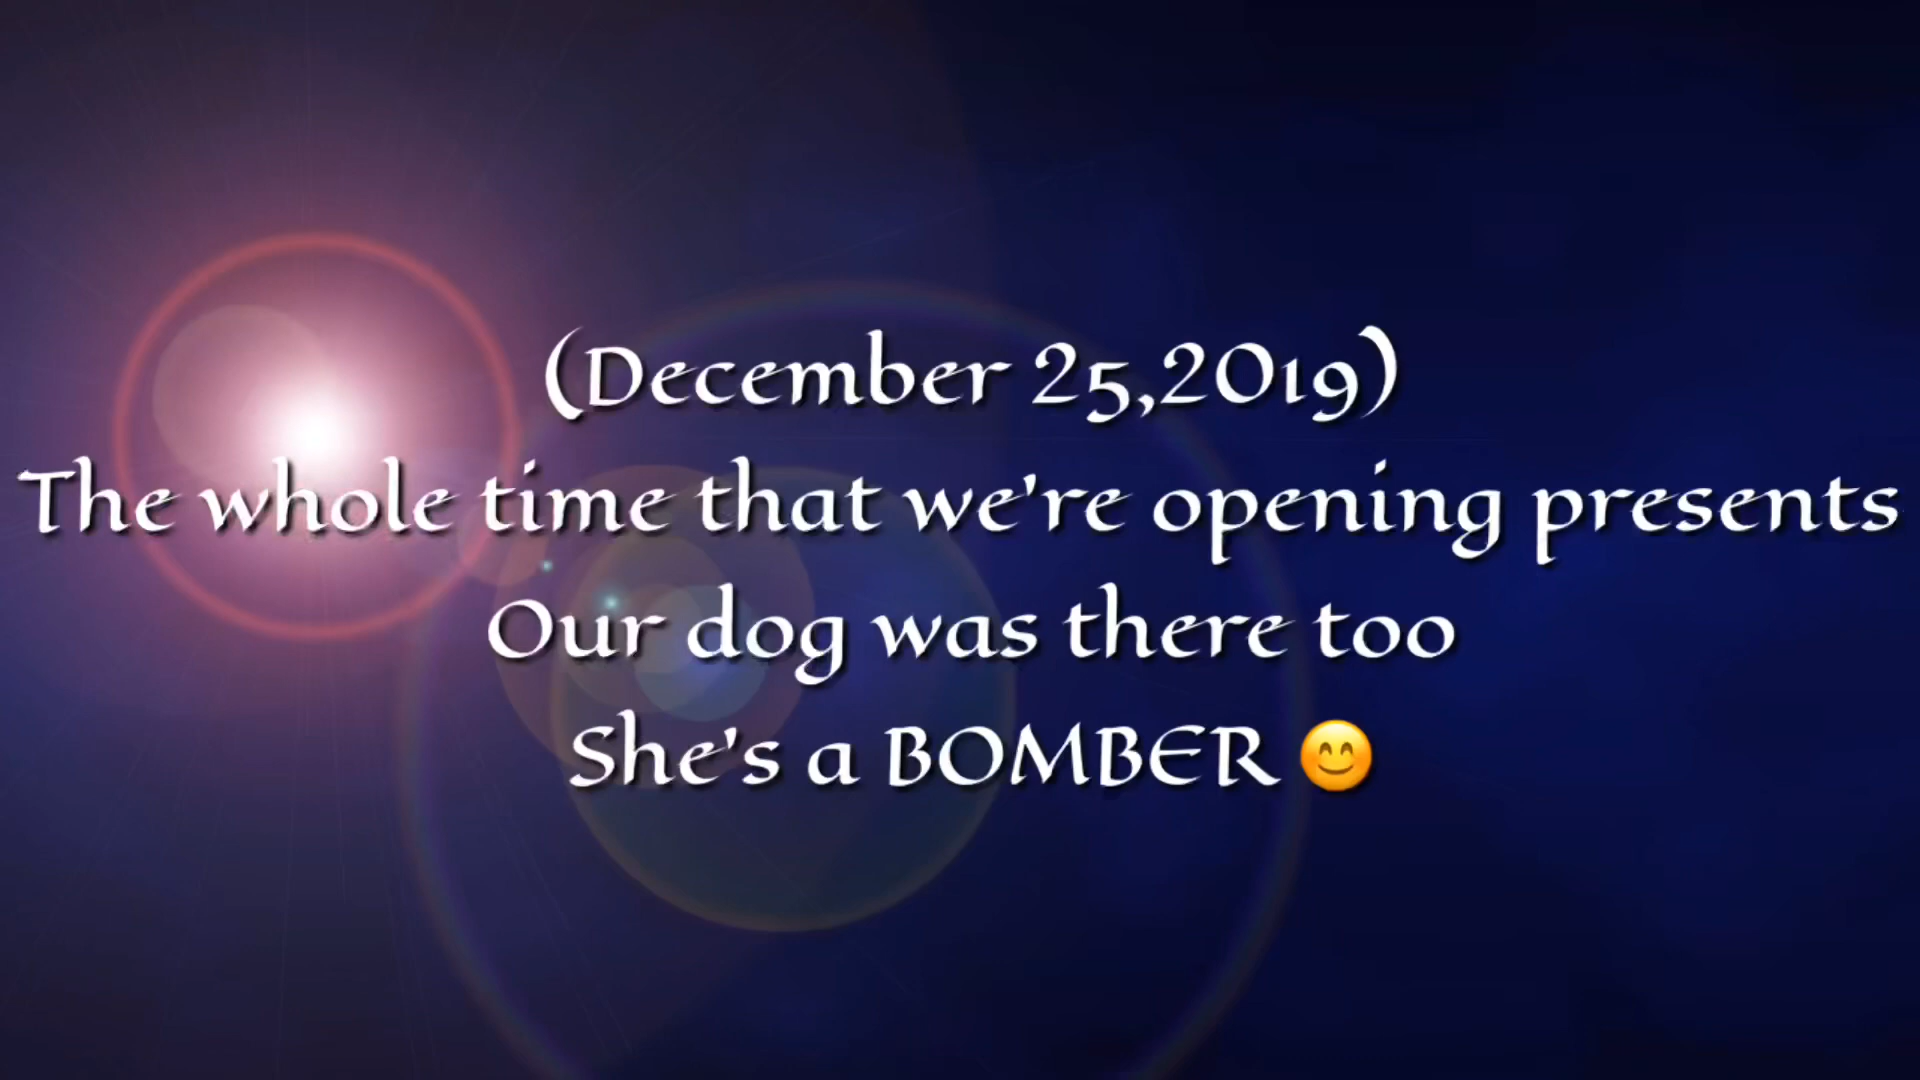 (December 25,2019)
The whole time that we're opening presents
Our dog was there too
She's a BOMBER 😊